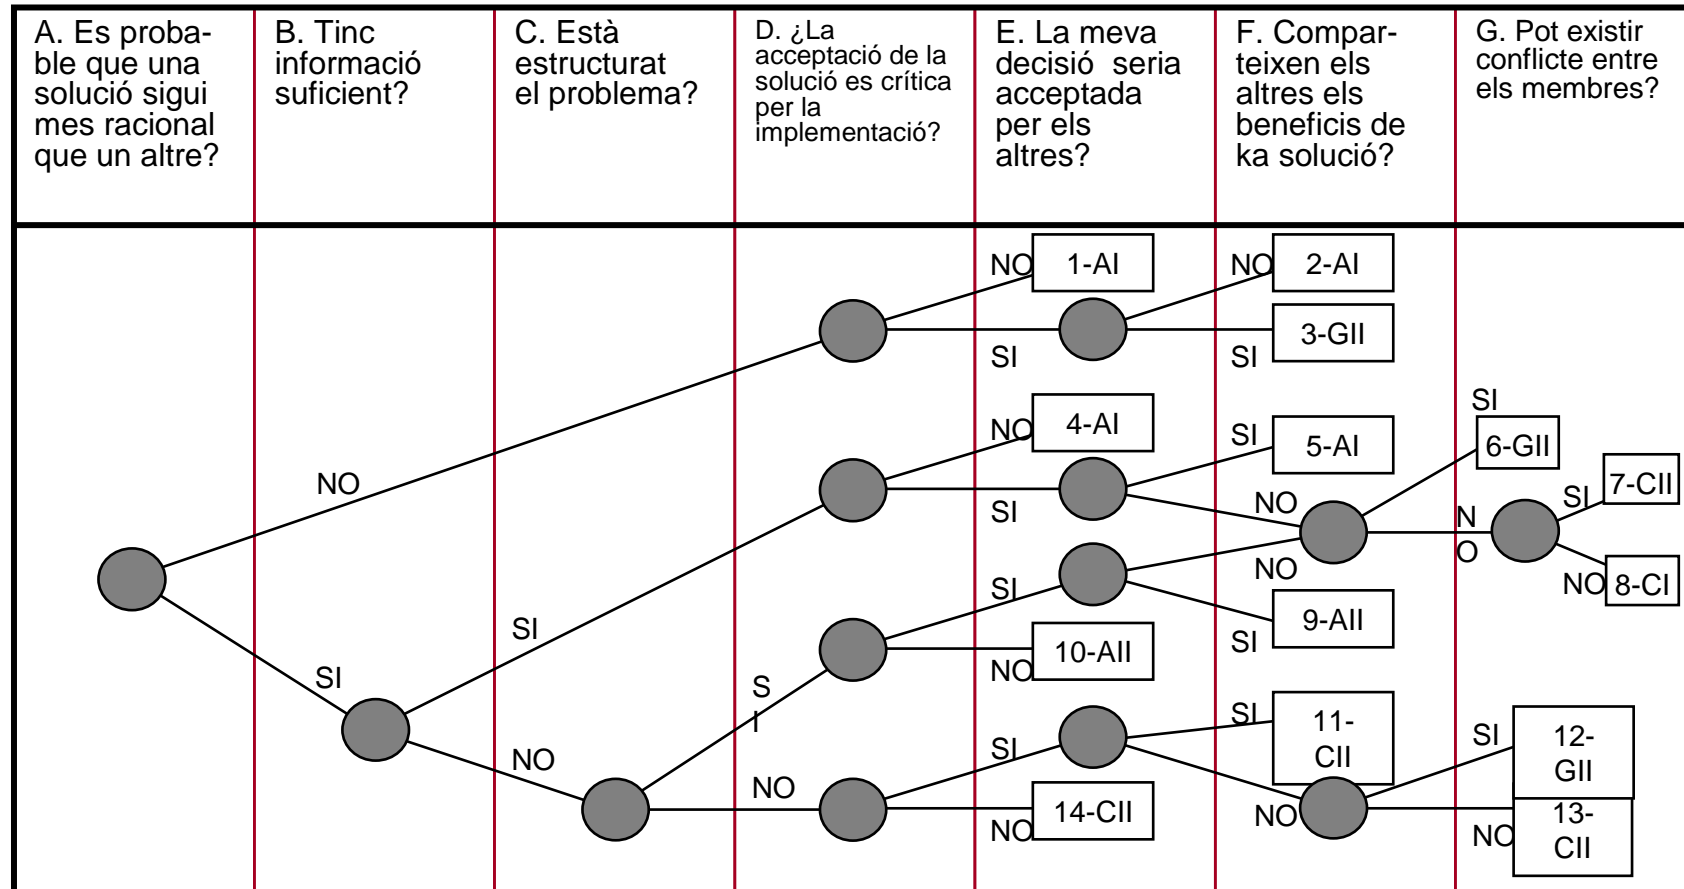 A. Es proba-
ble que una
solució sigui
mes racional
que un altre?
B. Tinc
informació
suficient?
C. Està
estructurat
el problema?
D. ¿La
acceptació de la
solució es crítica
per la
implementació?
E. La meva
decisió seria
acceptada
per els
altres?
F. Compar-
teixen els
altres els
beneficis de
ka solució?
G. Pot existir
conflicte entre
els membres?
NO
1-AI
NO
2-AI
SI
SI
3-GII
NO
4-AI
SI
5-AI
SI
6-GII
NO
SI
NO
N
O
SI
7-CII
NO
8-CI
SI
SI
NO
9-AII
SI
SI
S
I
NO
10-AII
NO
NO
SI
SI
11-
CII
SI
12-
GII
NO
14-CII
NO
NO
13-
CII